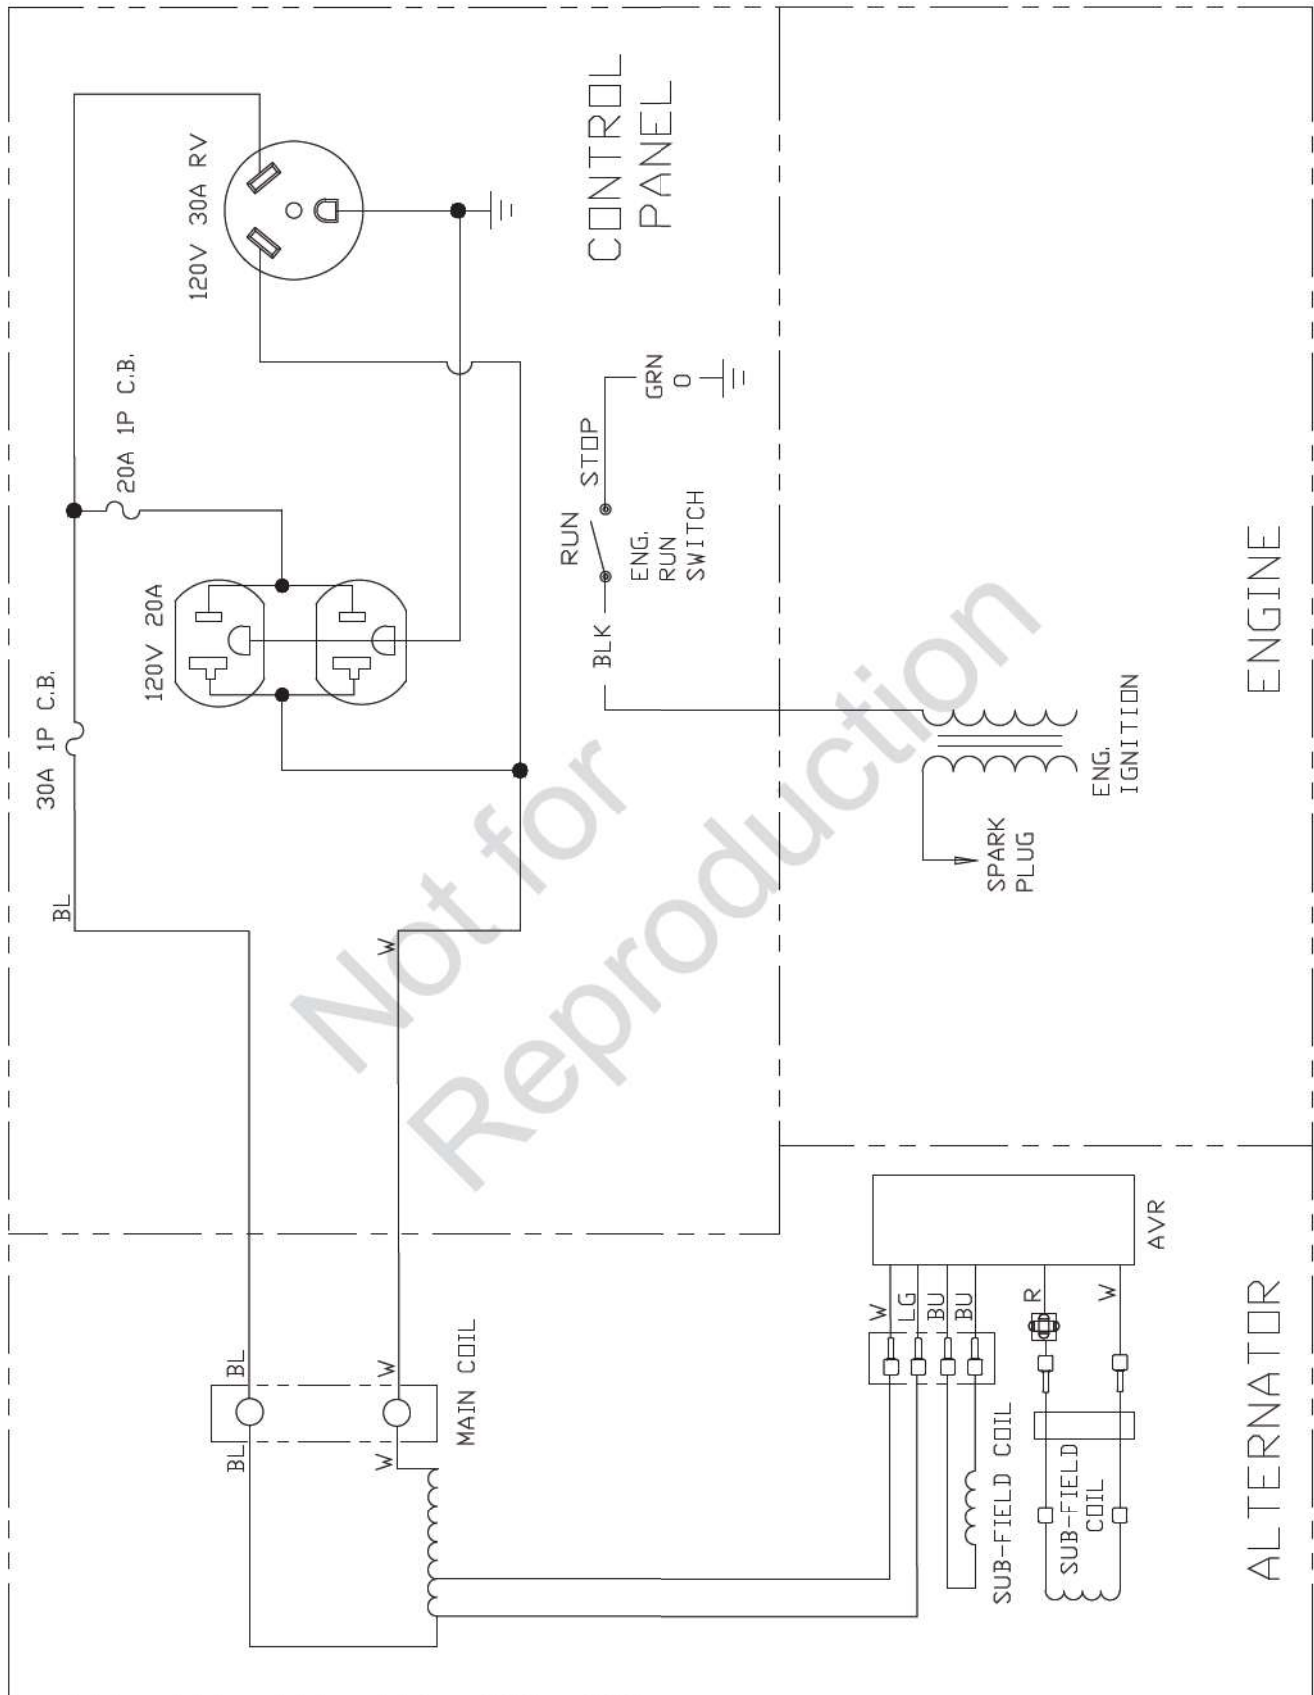 CONTROL
PANEL
120V 30A RV
20A 1P C.B.
120V 20A
30A 1P C.B.
BL
W
RUN
STOP
ENG.
RUN
SWITCH
BLK
GRN
O
ENGINE
ENG.
IGNITION
SPARK
PLUG
Not for
Reproduction
ALTERNATOR
BL
W
BL
W
MAIN COIL
AVR
W
LG
BU
BU
R
W
SUB-FIELD COIL
SUB-FIELD
COIL